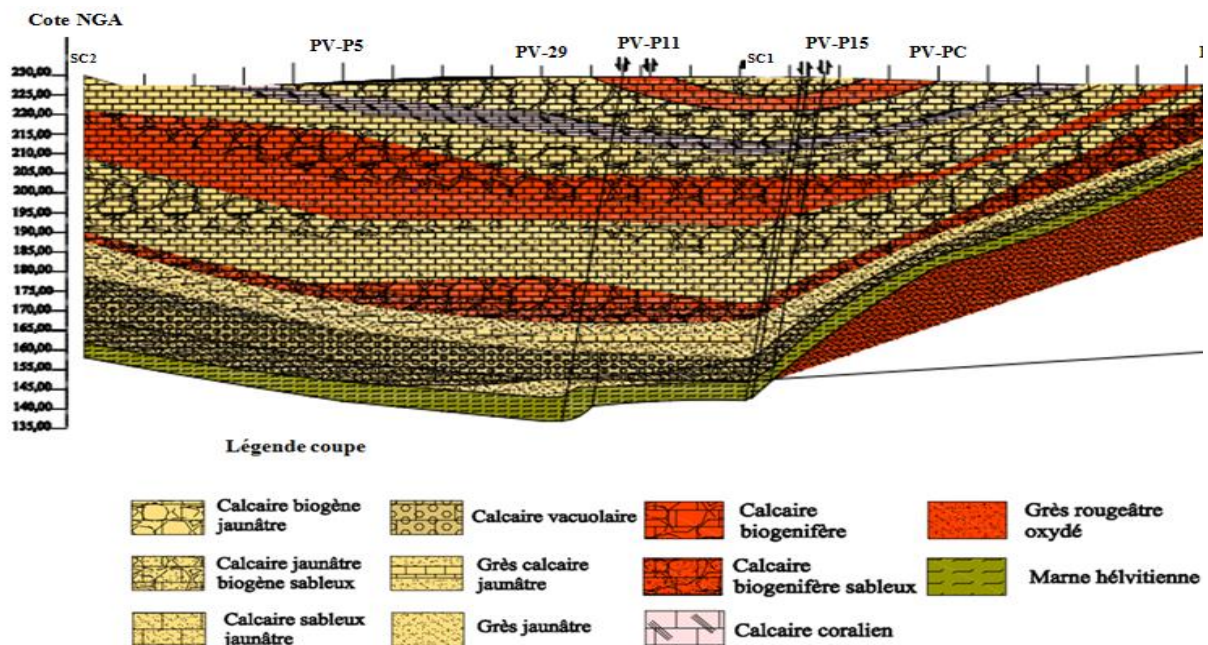 Cote NGA
SC2
PV-P5
PV-29
PV-P11
SC1
PV-P15
PV-PC
230,00
225,00
220,00
215,00
210,00
205,00
200,00
195,00
190,00
185,00
180,00
175,00
170,00
165,00
160,00
155,00
150,00
145,00
140,00
135,00
Légende coupe
Calcaire biogène
jaunâtre
Calcaire vacuolaire
Calcaire
biogenifère
Grès rougeâtre
oxydé
Calcaire jaunâtre
biogène sableux
Grès calcaire
jaunâtre
Calcaire
biogenifère sableux
Marne hélvitienne
Calcaire sableux
jaunâtre
Grès jaunâtre
Calcaire coralien